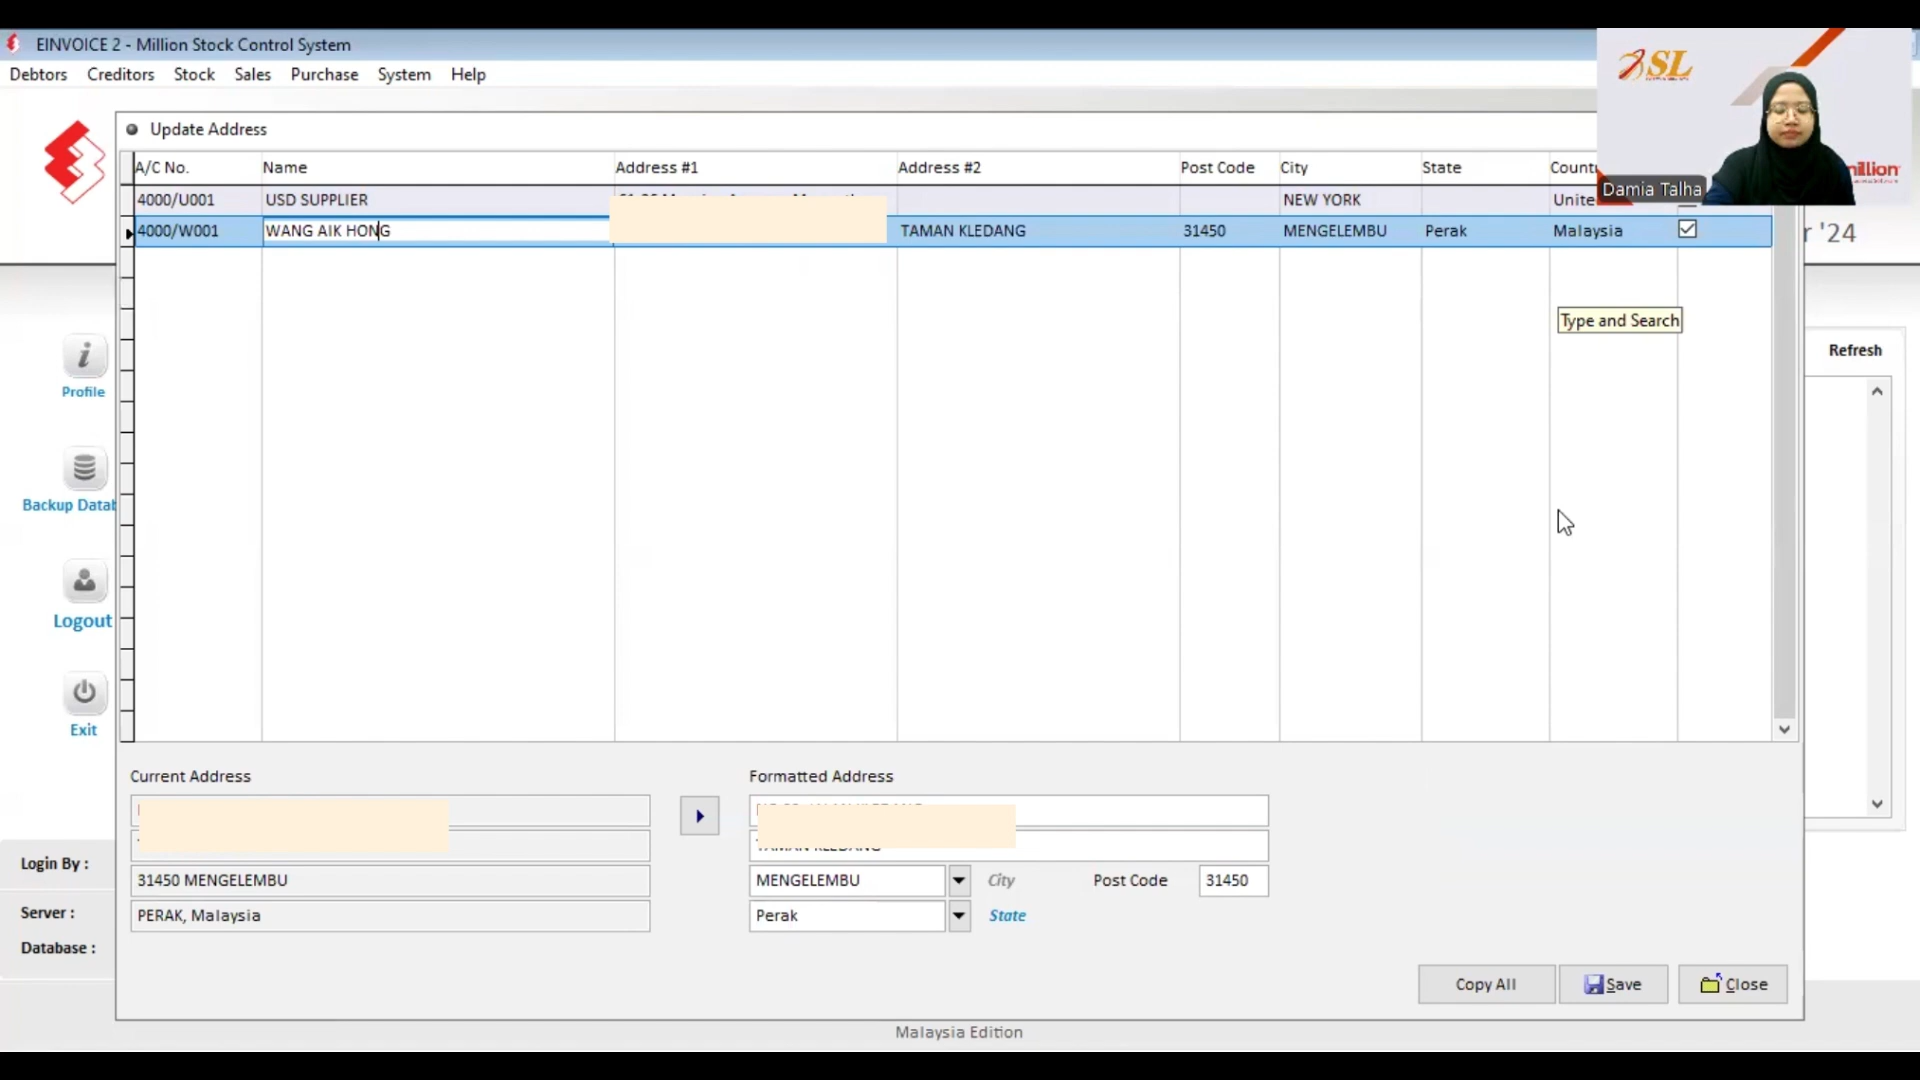 EINVOICE 2 - Million Stock Control System
Debtors Creditors Stock Sales Purchase System Help
SL
Damia Talha
million
r '24
Update Address
A/C No. Name Address #1 Address #2 Post Code City State Count
4000/U001 USD SUPPLIER NEW YORK Unite
4000/W001 WANG AIK HONG TAMAN KLEDANG 31450 MENGELEMBU Perak Malaysia
Type and Search
Refresh
Profile
Backup Datab
Logout
Exit
Login By :
Server :
Database :
Current Address
31450 MENGELEMBU
PERAK, Malaysia
Formatted Address
MENGELEMBU City Post Code 31450
Perak State
Copy All Save Close
Malaysia Edition